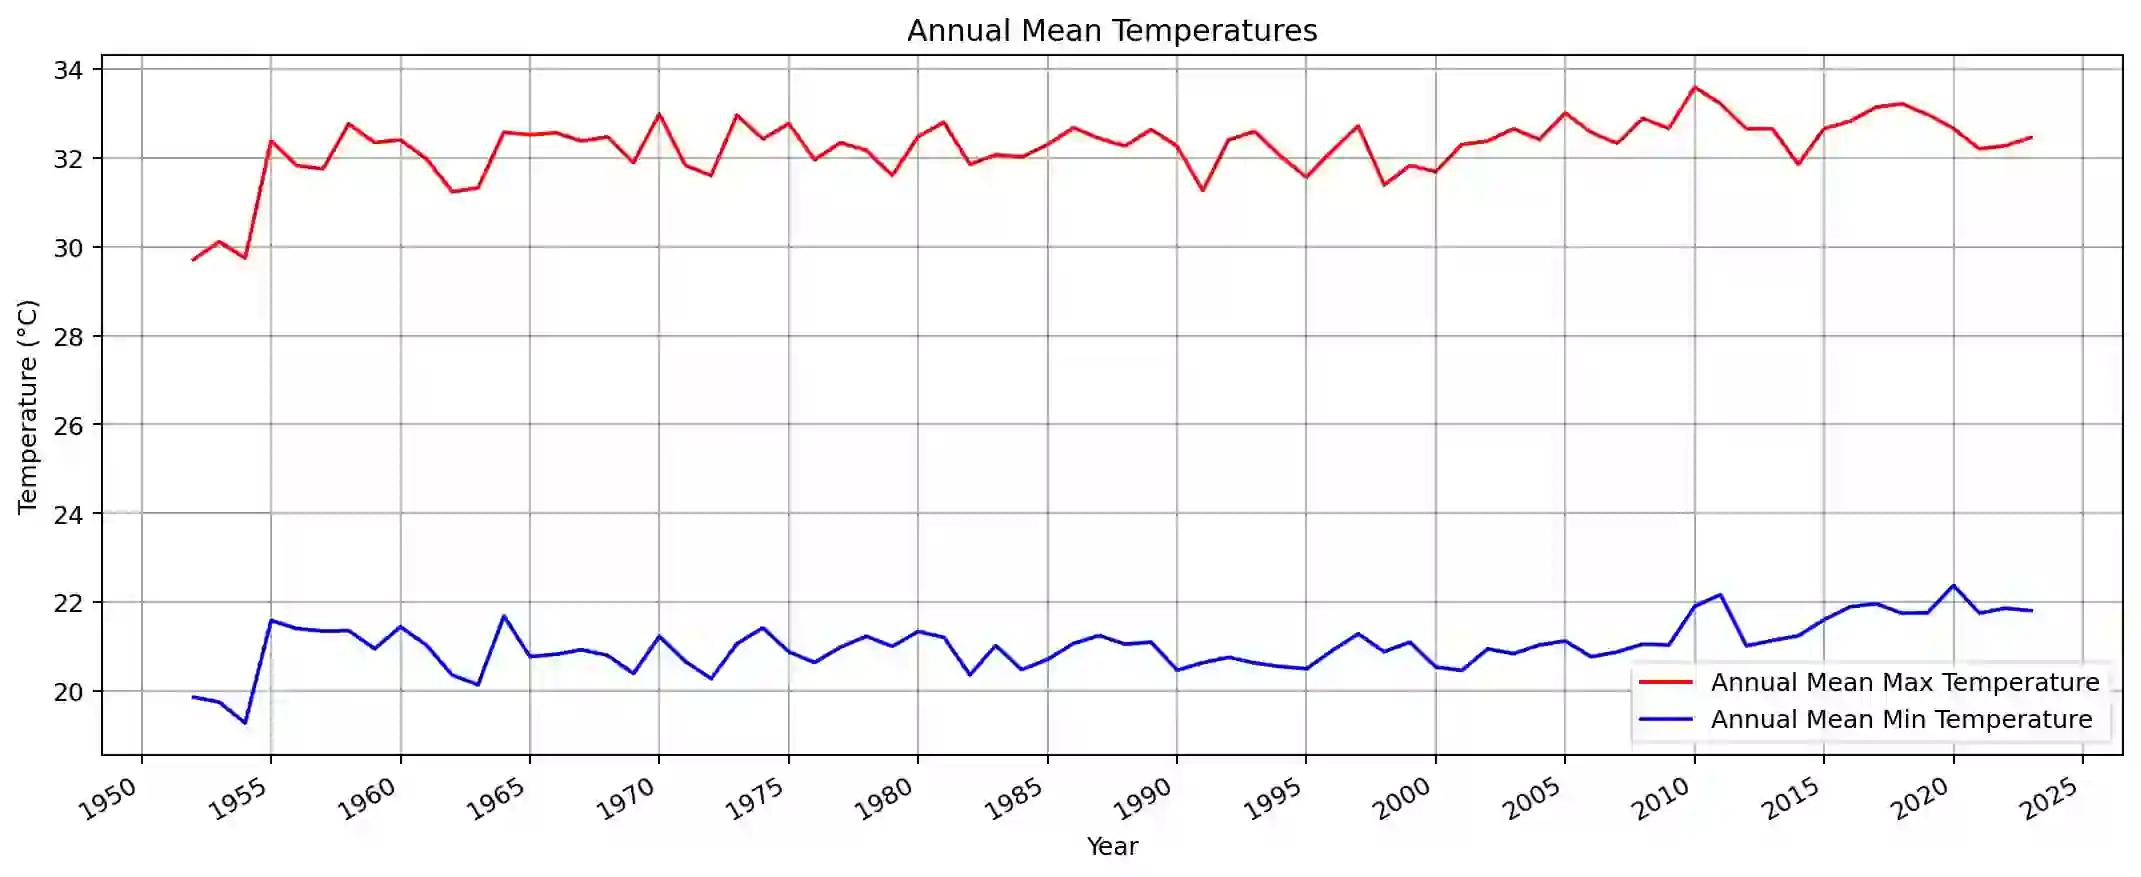 Annual Mean Temperatures
34
32
30
28
26
24
22
20
Temperature (°C)
1950 1955 1960 1965 1970 1975 1980 1985 1990 1995 2000 2005 2010 2015 2020 2025
Year
Annual Mean Max Temperature
Annual Mean Min Temperature